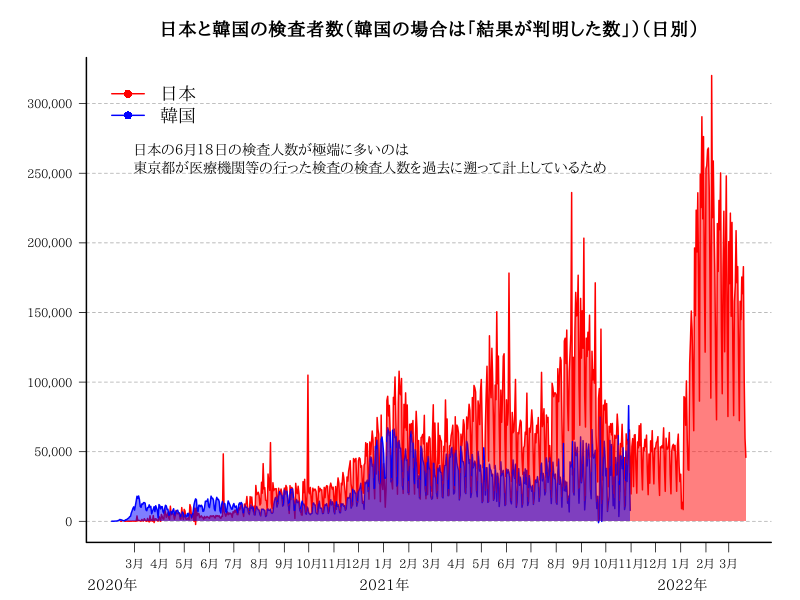 日本と韓国の検査者数（韓国の場合は「結果が判明した数」）（日別）
日本
韓国
日本の6月18日の検査人数が極端に多いのは
東京都が医療機関等の行った検査の検査人数を過去に遡って計上しているため
300,000
250,000
200,000
150,000
100,000
50,000
0
3月 4月 5月 6月 7月 8月 9月 10月 11月 12月 1月 2月 3月 4月 5月 6月 7月 8月 9月 10月 11月 12月 1月 2月 3月
2020年 2021年 2022年